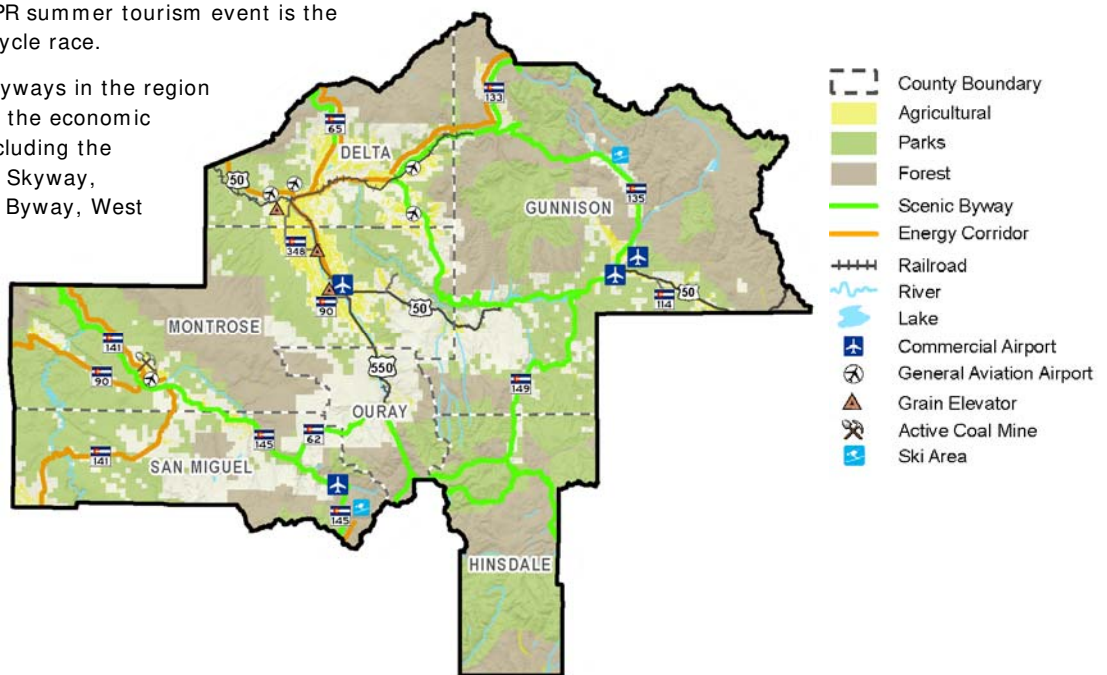 PR summer tourism event is the
ycle race.
yways in the region
the economic
cluding the
Skyway,
Byway, West
133
65
DELTA
50
135
GUNNISON
348
90
50
50
114
MONTROSE
141
90
550
149
OURAY
62
145
141
SAN MIGUEL
145
HINSDALE
County Boundary
Agricultural
Parks
Forest
Scenic Byway
Energy Corridor
Railroad
River
Lake
Commercial Airport
General Aviation Airport
Grain Elevator
Active Coal Mine
Ski Area